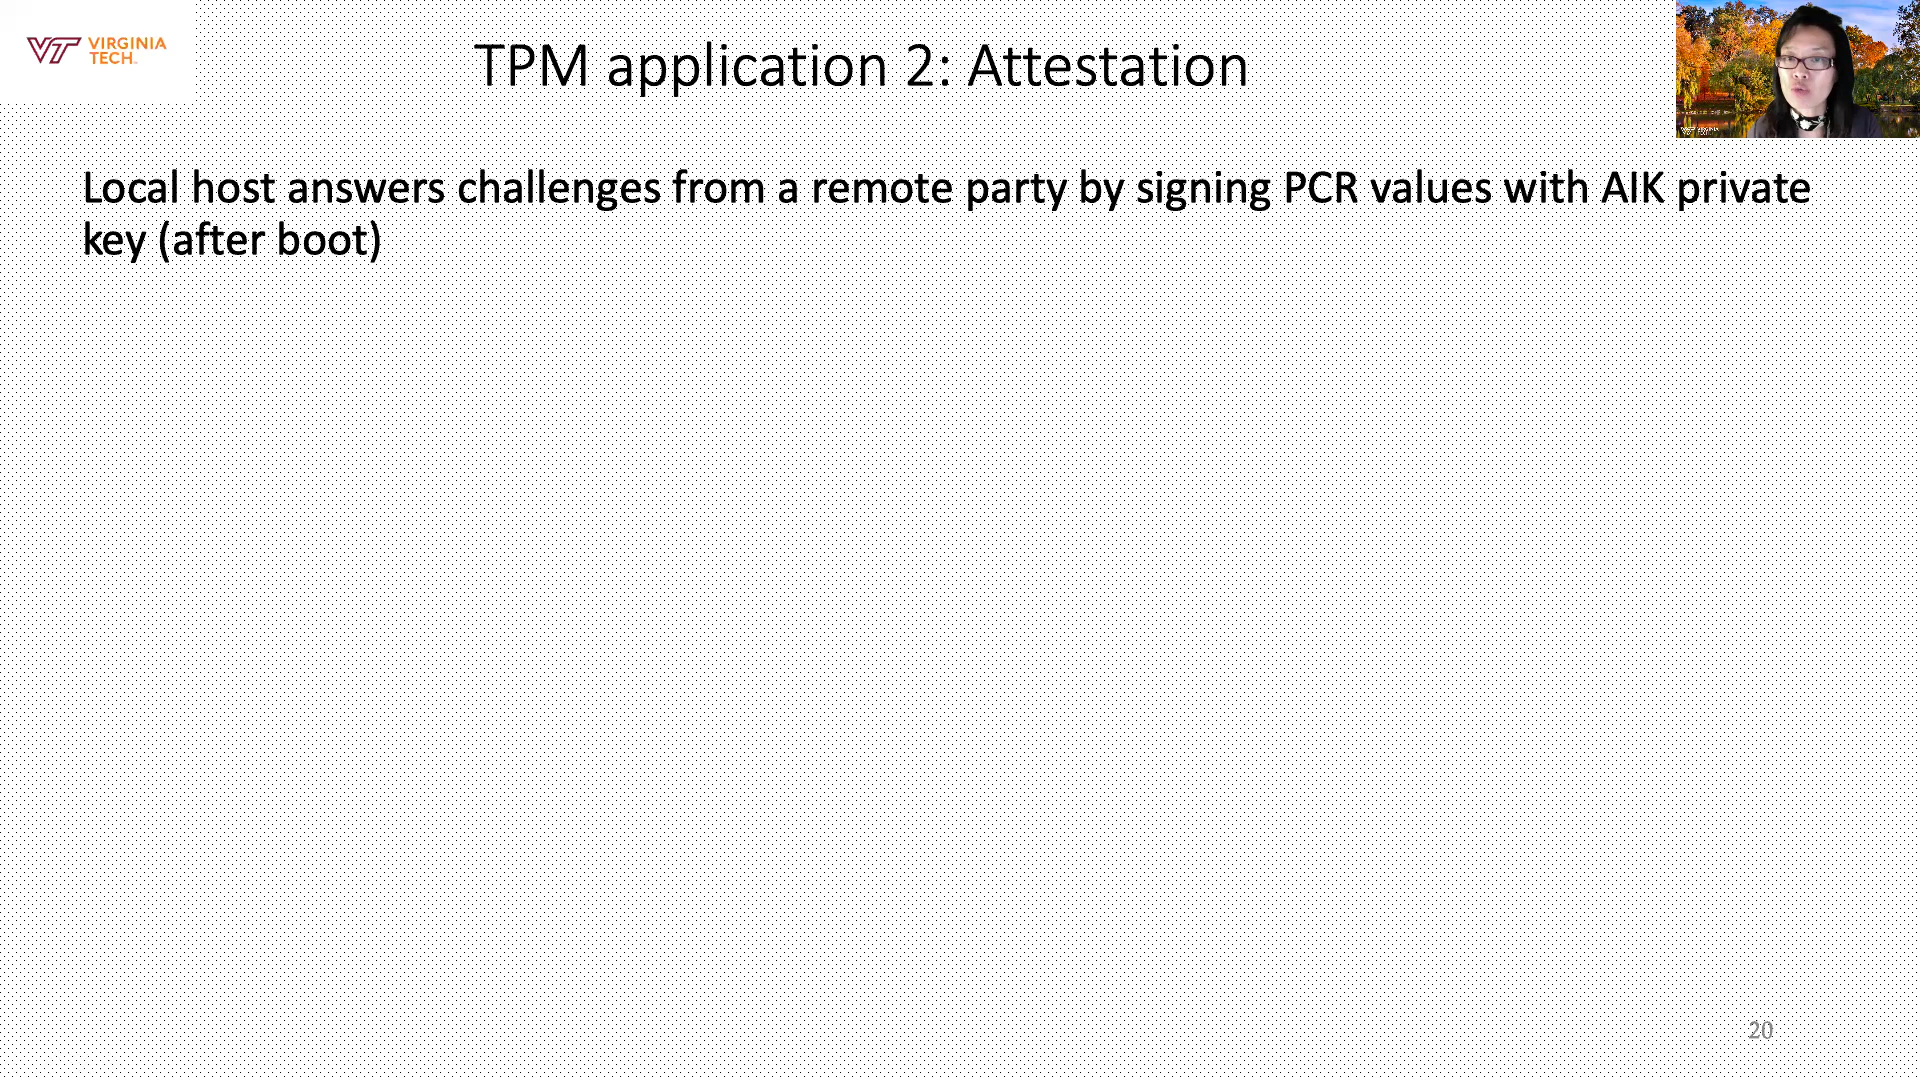 VIRGINIA
TECH.
TPM application 2: Attestation
Local host answers challenges from a remote party by signing PCR values with AIK private
key (after boot)
20